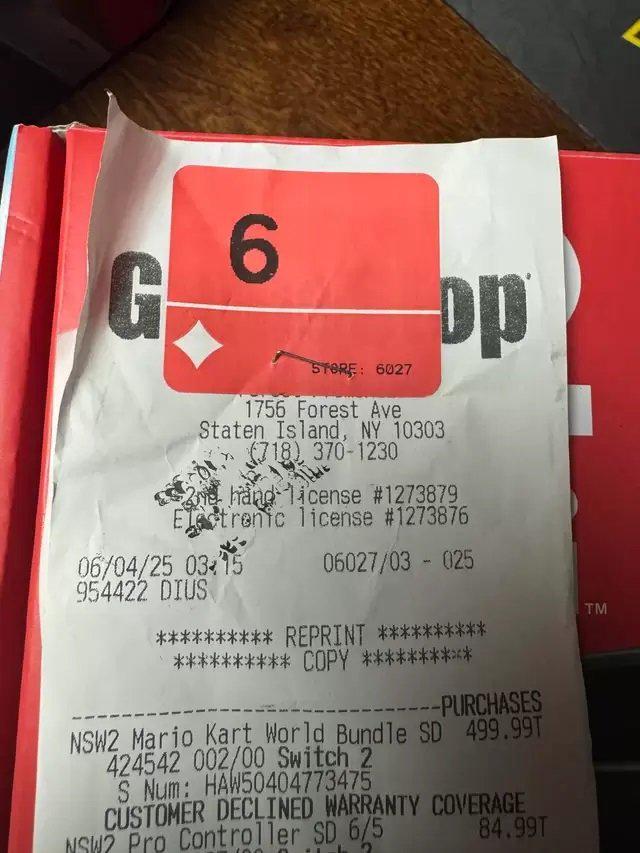 6
G op
STORE: 6027
1756 Forest Ave
Staten Island, NY 10303
(718) 370-1230
2nd hand license #1273879
Electronic license #1273876
06/04/25 03:15 06027/03 - 025
954422 DIUS
********** REPRINT **********
********** COPY **********
----------------------------------PURCHASES
NSW2 Mario Kart World Bundle SD 499.99T
424542 002/00 Switch 2
S Num: HAW50404773475
CUSTOMER DECLINED WARRANTY COVERAGE
NSW2 Pro Controller SD 6/5 84.99T
Switch 2
TM